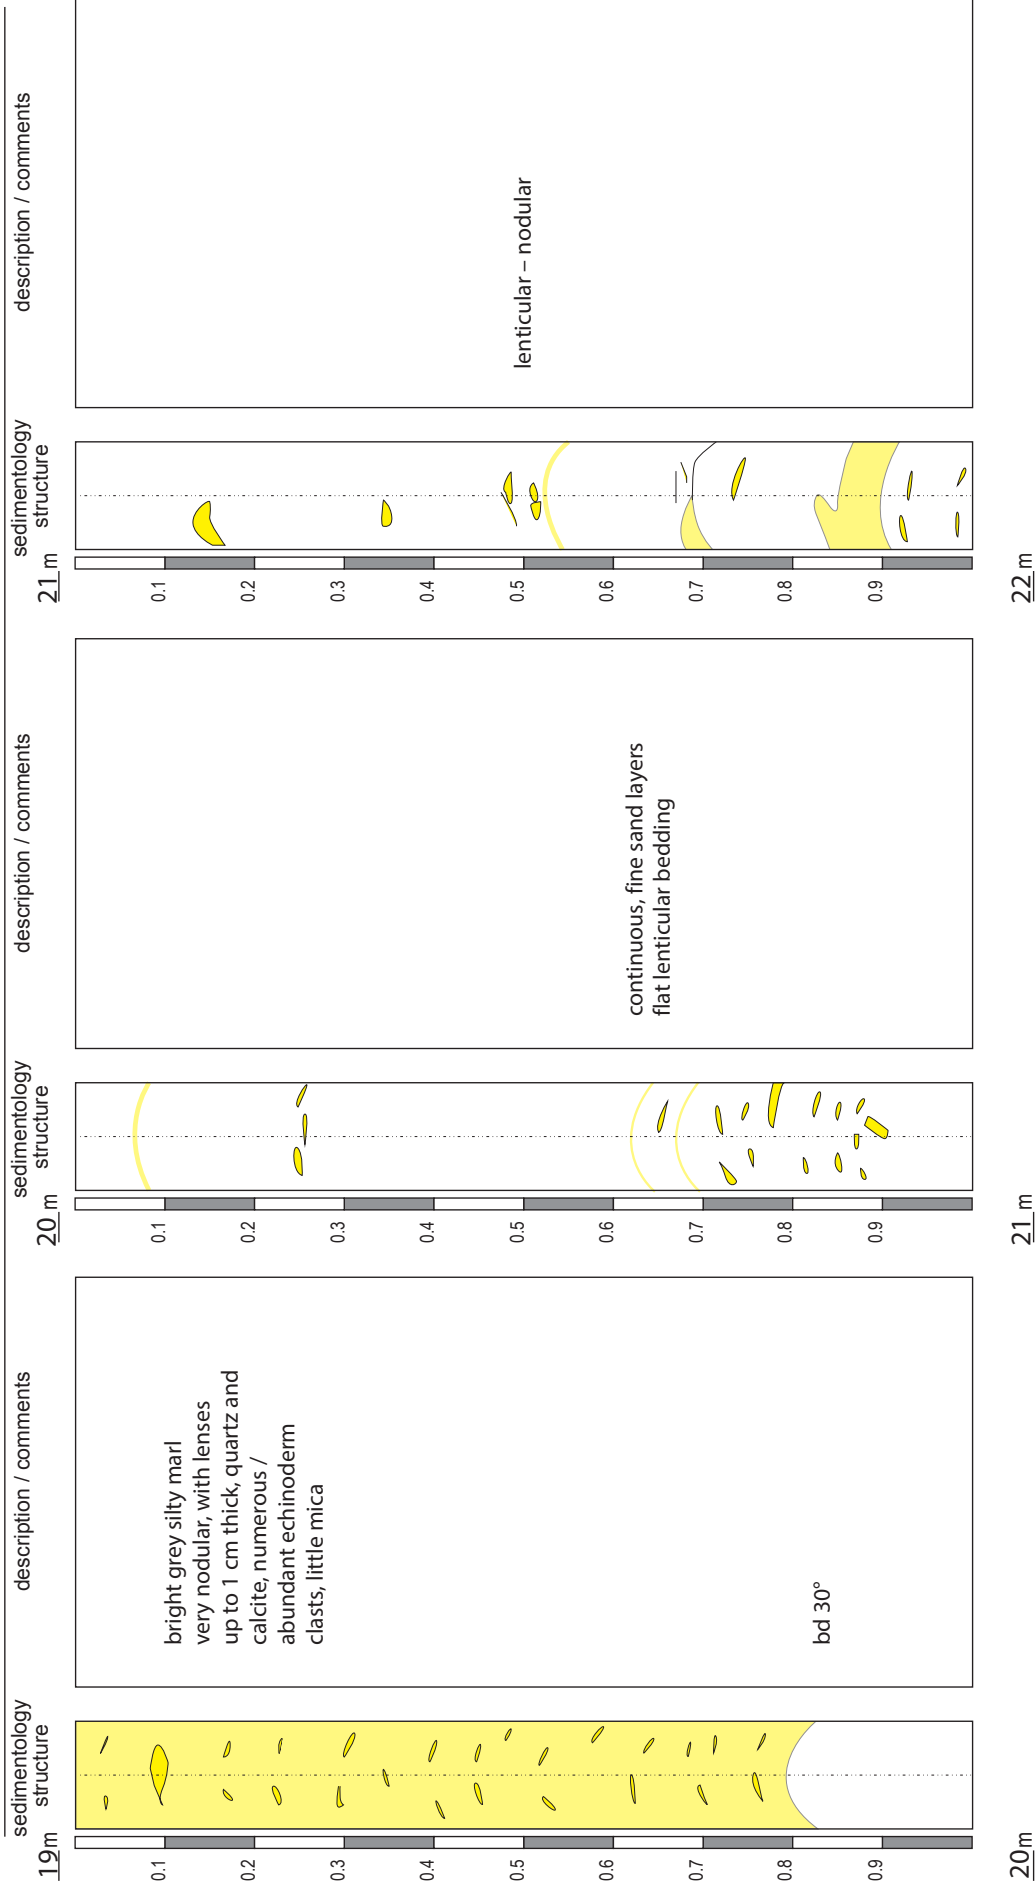 19m
sedimentology
structure
description / comments
0.1
0.2
0.3
0.4
0.5
0.6
0.7
0.8
0.9
bright grey silty marl
very nodular, with lenses
up to 1 cm thick, quartz and
calcite, numerous /
abundant echinoderm
clasts, little mica
bd 30°
20m
20 m
sedimentology
structure
description / comments
0.1
0.2
0.3
0.4
0.5
0.6
0.7
0.8
0.9
continuous, fine sand layers
flat lenticular bedding
21 m
21 m
sedimentology
structure
description / comments
0.1
0.2
0.3
0.4
0.5
0.6
0.7
0.8
0.9
lenticular – nodular
22 m